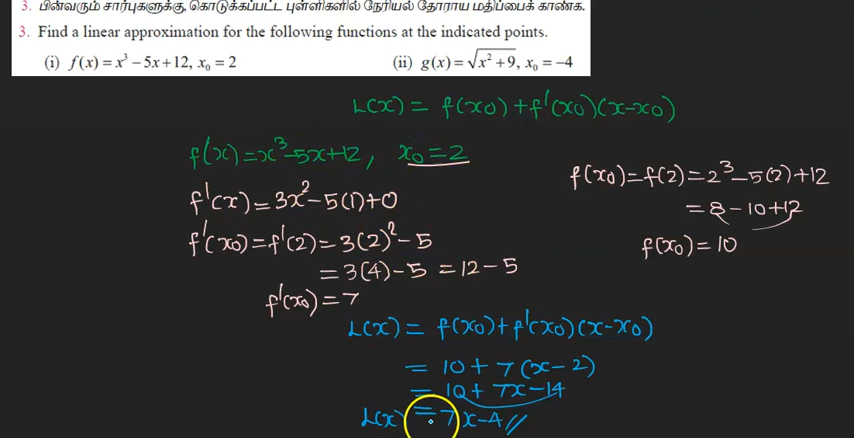 3. பின்வரும் சார்புகளுக்கு, கொடுக்கப்பட்ட புள்ளிகளில் நேரியல் தோராய மதிப்பைக் காண்க.
3. Find a linear approximation for the following functions at the indicated points.
(i) f(x) = x³ − 5x + 12, x₀ = 2 (ii) g(x) = √(x² + 9), x₀ = −4
L(x) = f(x₀) + f'(x₀)(x−x₀)
f(x) = x³ − 5x + 12, x₀ = 2
f'(x) = 3x² − 5(1) + 0
f'(x₀) = f'(2) = 3(2)² − 5
= 3(4) − 5 = 12 − 5
f'(x₀) = 7
f(x₀) = f(2) = 2³ − 5(2) + 12
= 8 − 10 + 12
f(x₀) = 10
L(x) = f(x₀) + f'(x₀)(x−x₀)
= 10 + 7(x − 2)
= 10 + 7x − 14
L(x) = 7x − 4 //